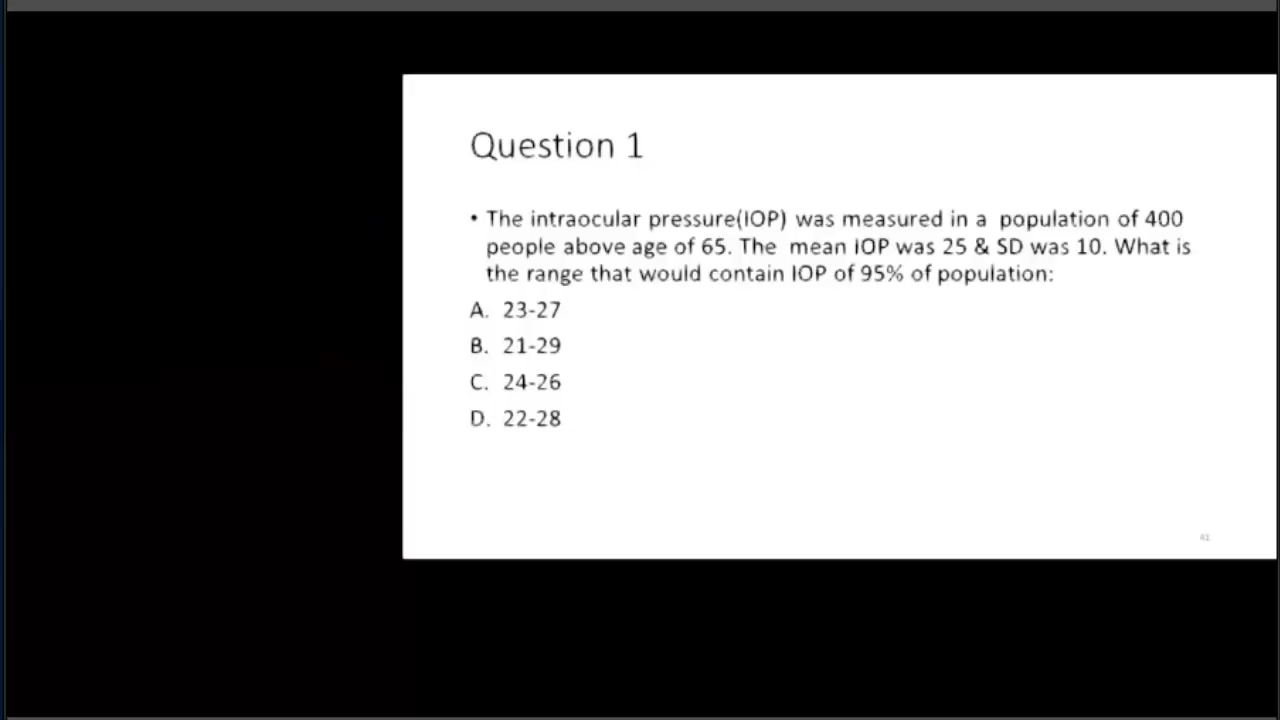 Question 1
• The intraocular pressure(IOP) was measured in a population of 400
people above age of 65. The mean IOP was 25 & SD was 10. What is
the range that would contain IOP of 95% of population:
A. 23-27
B. 21-29
C. 24-26
D. 22-28